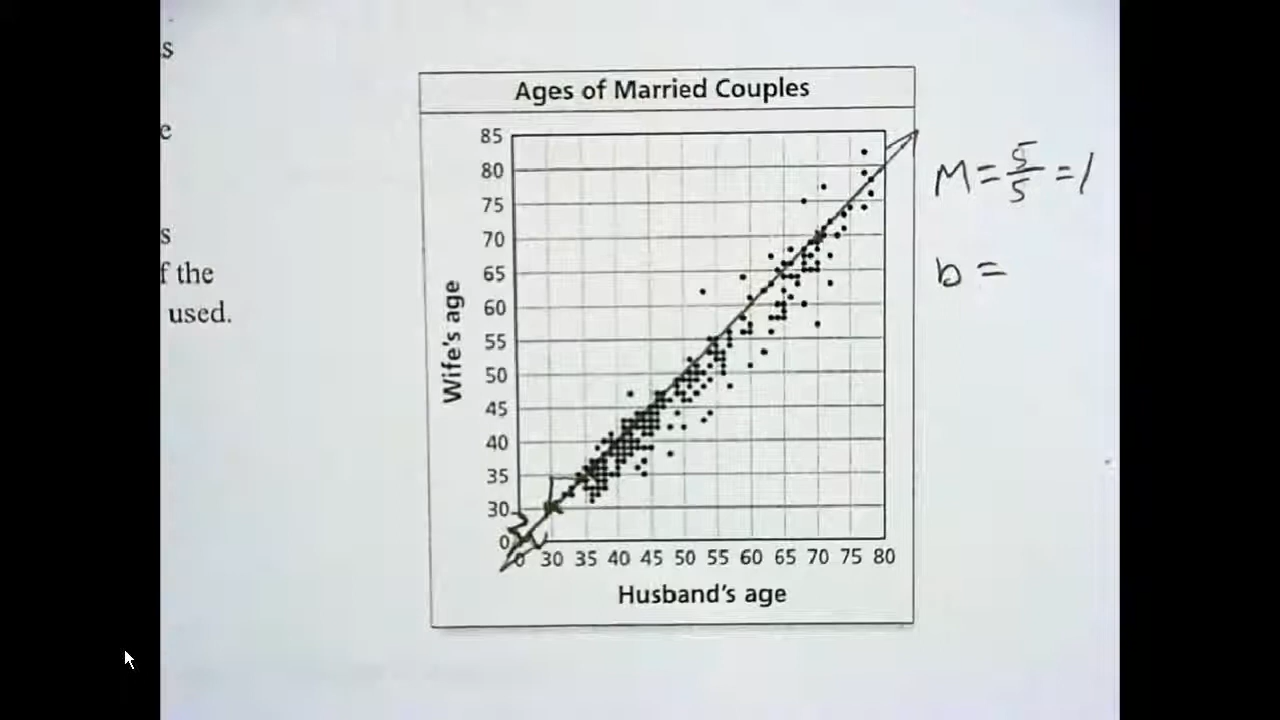 s
e
s
f the
used.
Ages of Married Couples
85
80
75
70
65
60
55
50
45
40
35
30
0
Wife's age
0 30 35 40 45 50 55 60 65 70 75 80
Husband's age
M = 5/5 = 1
b =